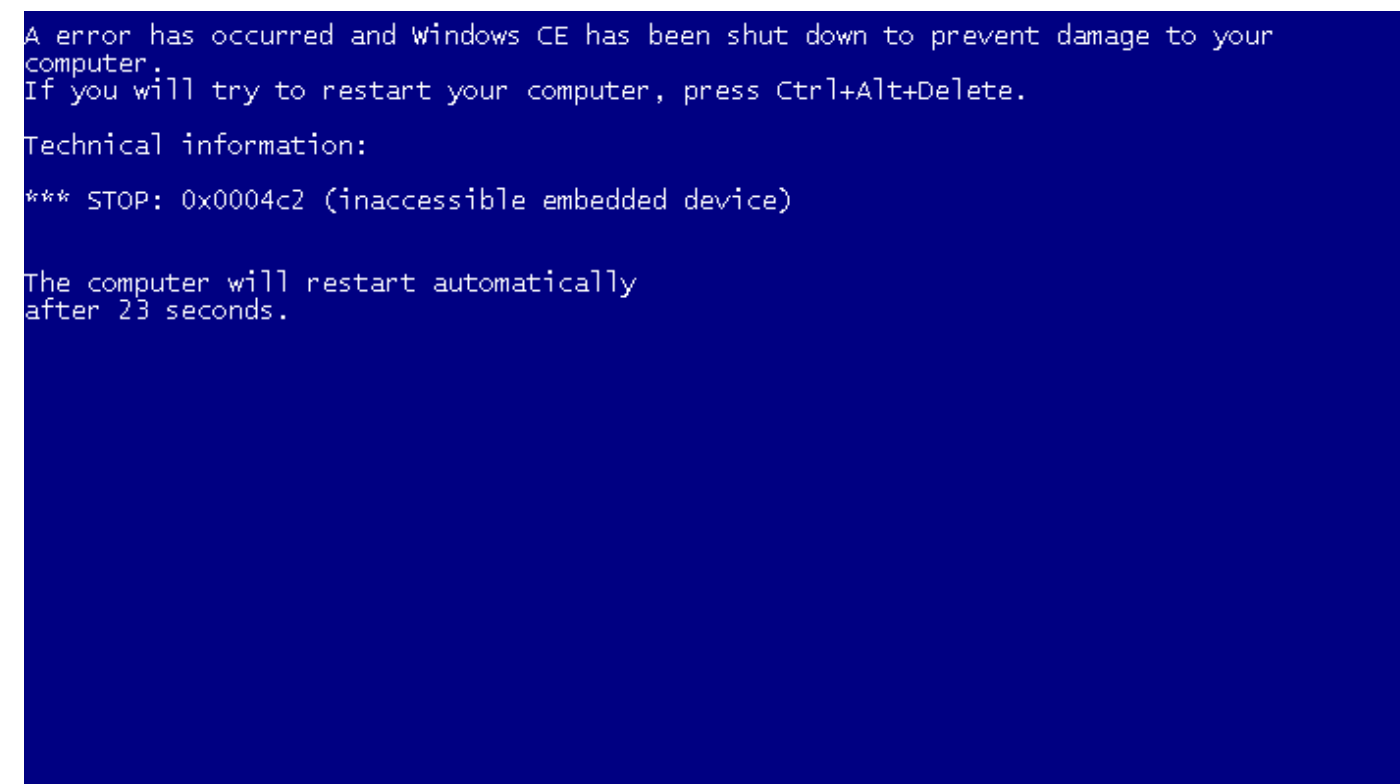 A error has occurred and Windows CE has been shut down to prevent damage to your
computer.
If you will try to restart your computer, press Ctrl+Alt+Delete.
Technical information:
*** STOP: 0x0004c2 (inaccessible embedded device)
The computer will restart automatically
after 23 seconds.